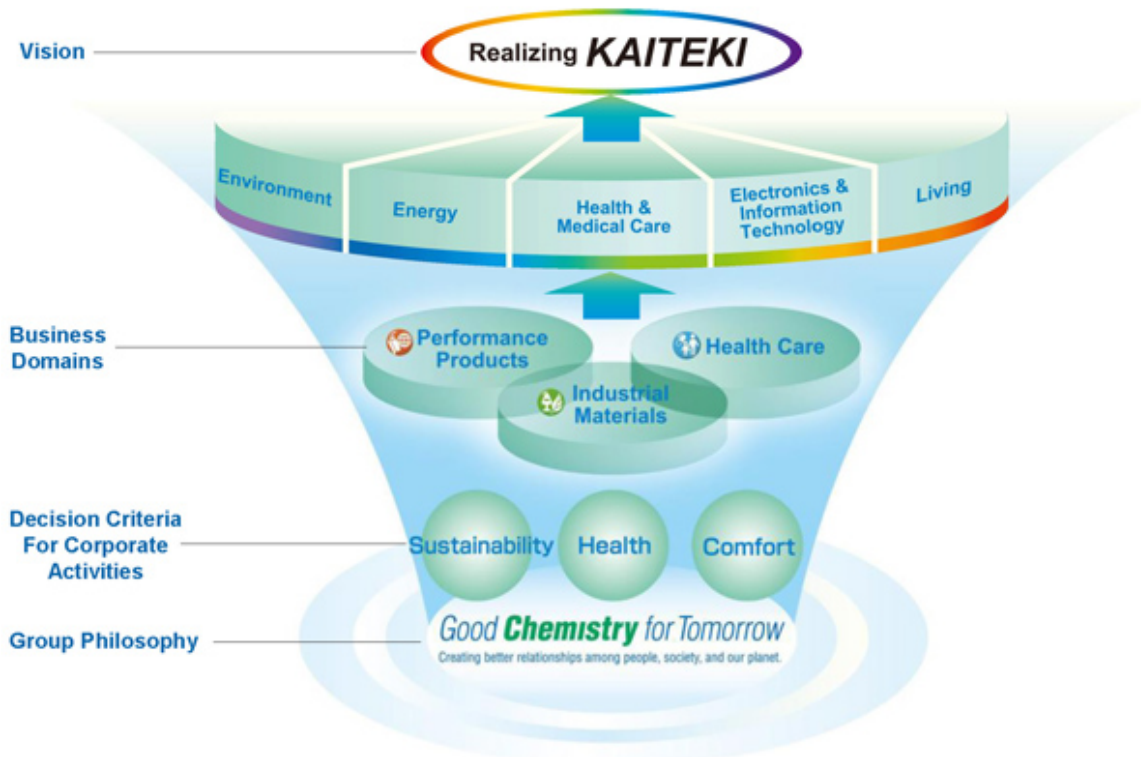 Vision
Realizing KAITEKI
Environment
Energy
Health &
Medical Care
Electronics &
Information
Technology
Living
Business
Domains
Performance
Products
Health Care
Industrial
Materials
Decision Criteria
For Corporate
Activities
Sustainability
Health
Comfort
Group Philosophy
Good Chemistry for Tomorrow
Creating better relationships among people, society, and our planet.